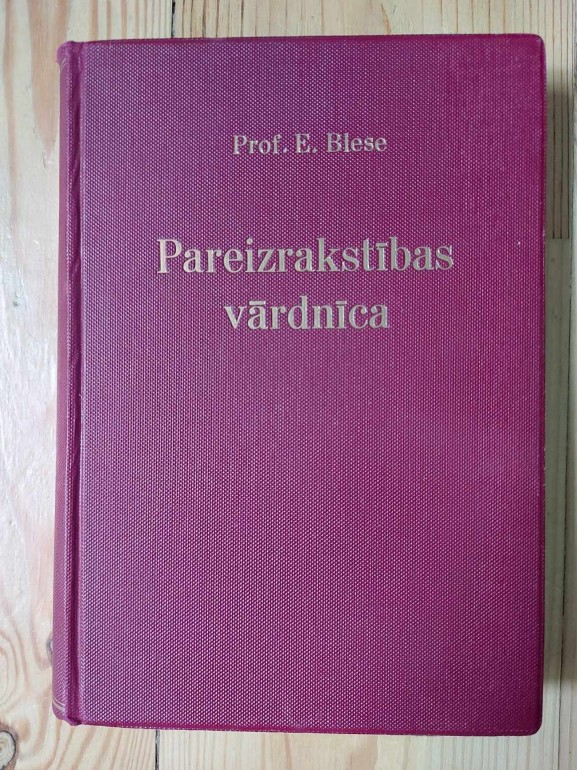 Prof. E. Blese
Pareizrakstības
vārdnīca